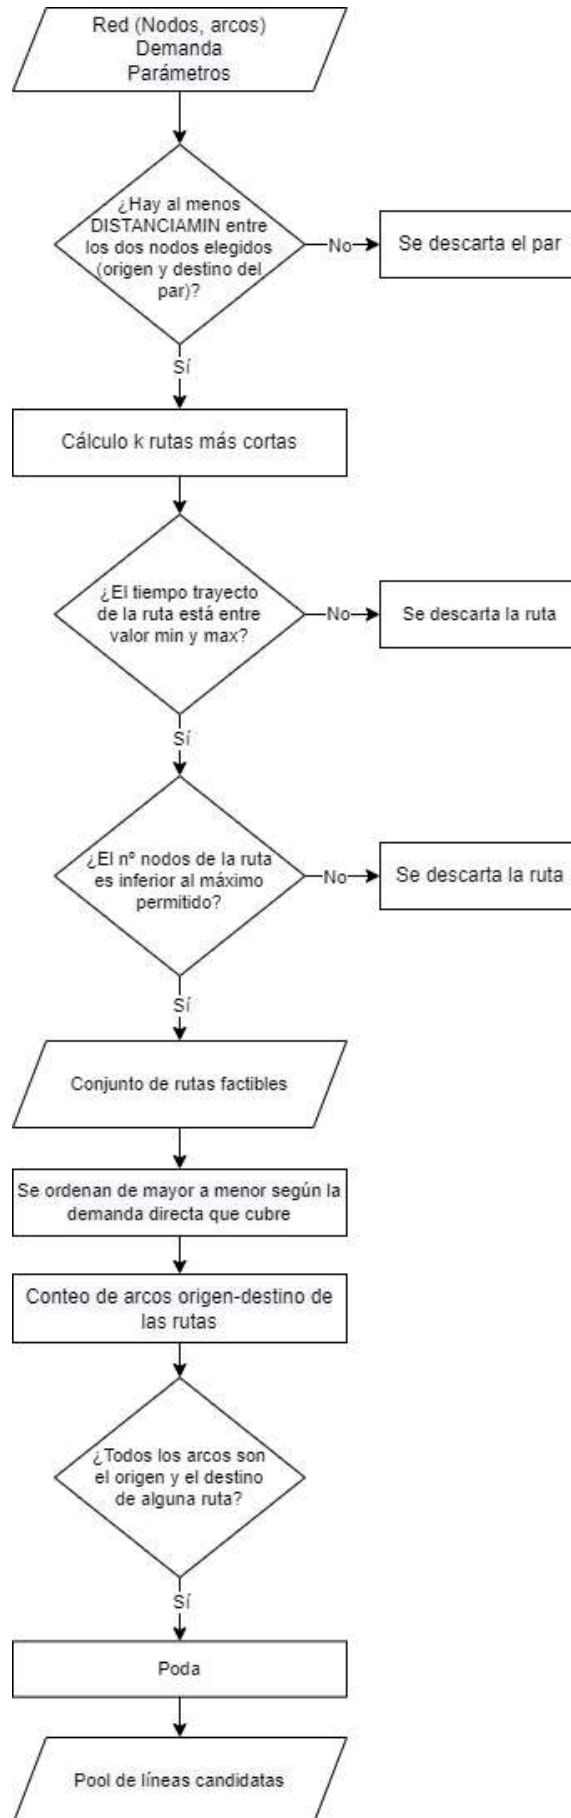 Red (Nodos, arcos)
Demanda
Parámetros
¿Hay al menos
DISTANCIAMIN entre
los dos nodos elegidos
(origen y destino del
par)?
No
Se descarta el par
Sí
Cálculo k rutas más cortas
¿El tiempo trayecto
de la ruta está entre
valor min y max?
No
Se descarta la ruta
Sí
¿El nº nodos de la ruta
es inferior al máximo
permitido?
No
Se descarta la ruta
Sí
Conjunto de rutas factibles
Se ordenan de mayor a menor según la
demanda directa que cubre
Conteo de arcos origen-destino de
las rutas
¿Todos los arcos son
el origen y el destino
de alguna ruta?
Sí
Poda
Pool de líneas candidatas